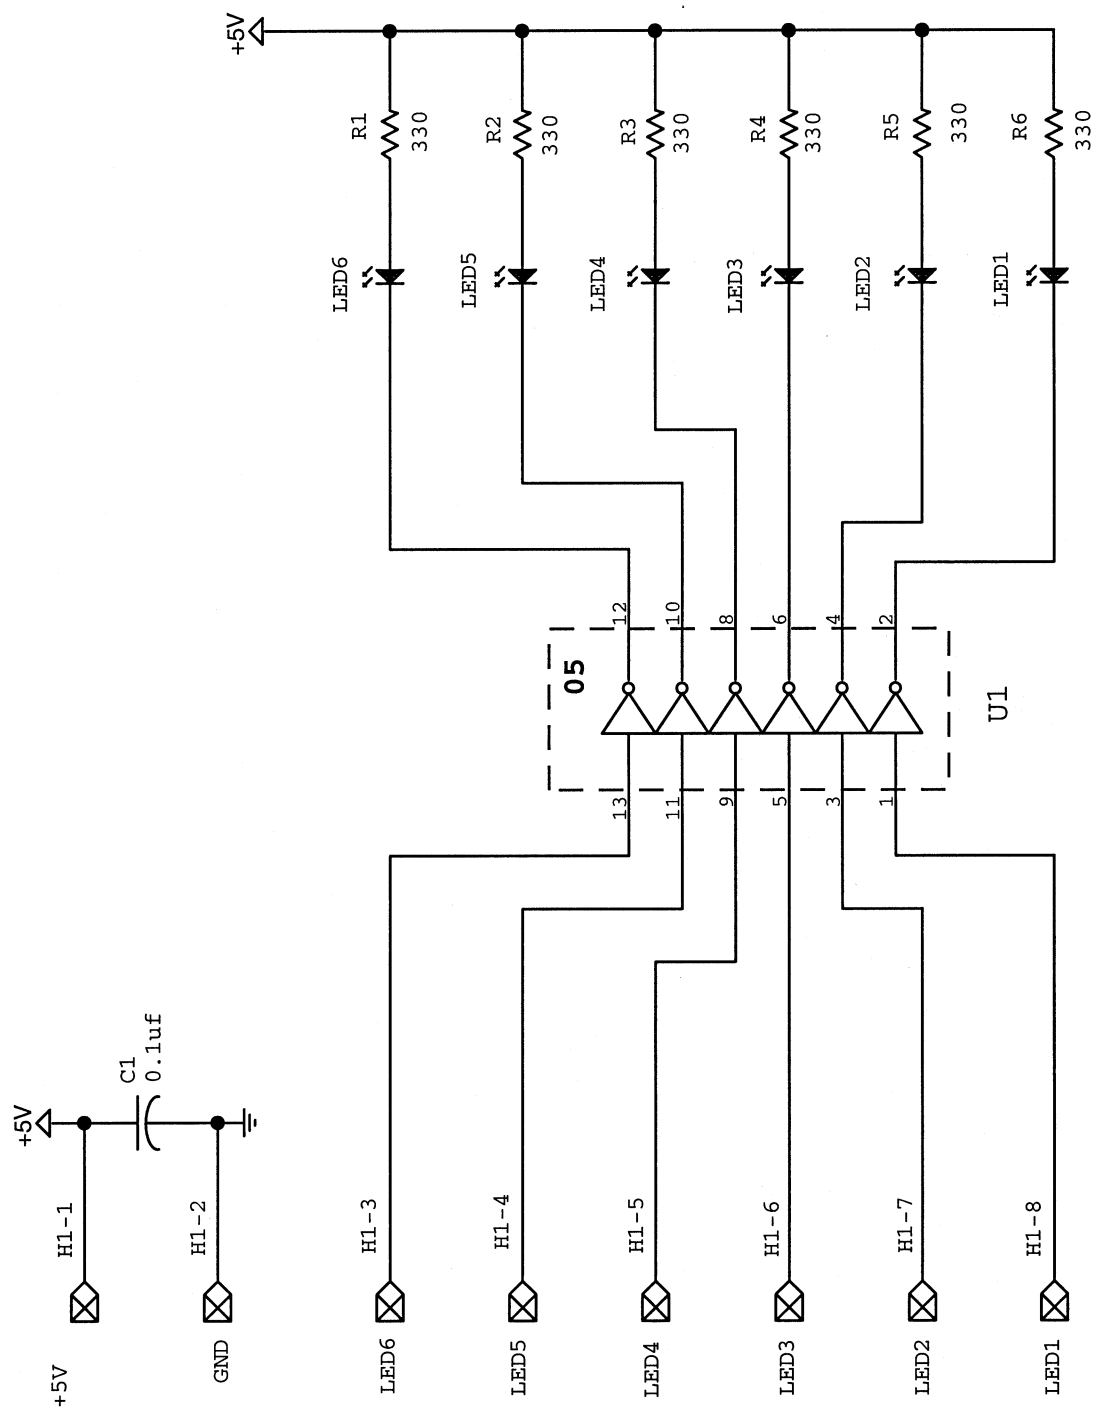 +5V
H1-1
+5V
C1
0.1uf
GND
H1-2
LED6
H1-3
13
12
LED6
R1
330
+5V
LED5
H1-4
11
10
LED5
R2
330
LED4
H1-5
9
8
LED4
R3
330
LED3
H1-6
5
6
LED3
R4
330
LED2
H1-7
3
4
LED2
R5
330
LED1
H1-8
1
2
LED1
R6
330
05
U1